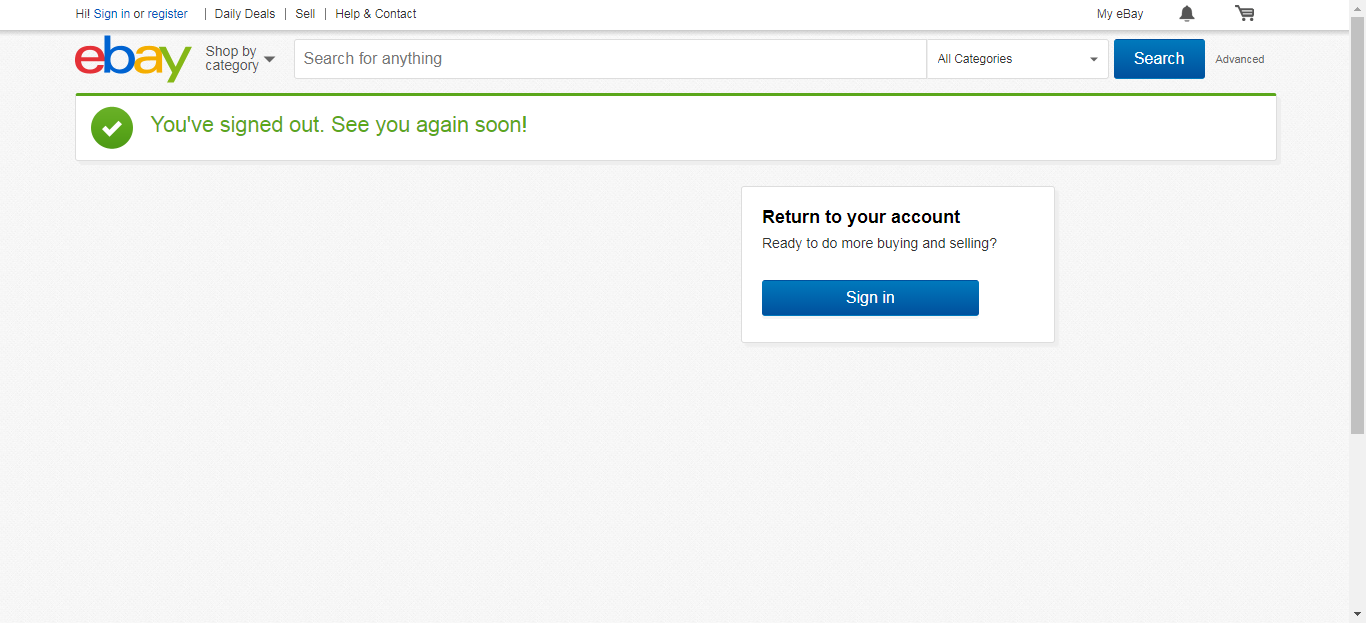 Hi! Sign in or register | Daily Deals | Sell | Help & Contact My eBay
ebay
Shop by
category
Search for anything All Categories Search Advanced
You've signed out. See you again soon!
Return to your account
Ready to do more buying and selling?
Sign in